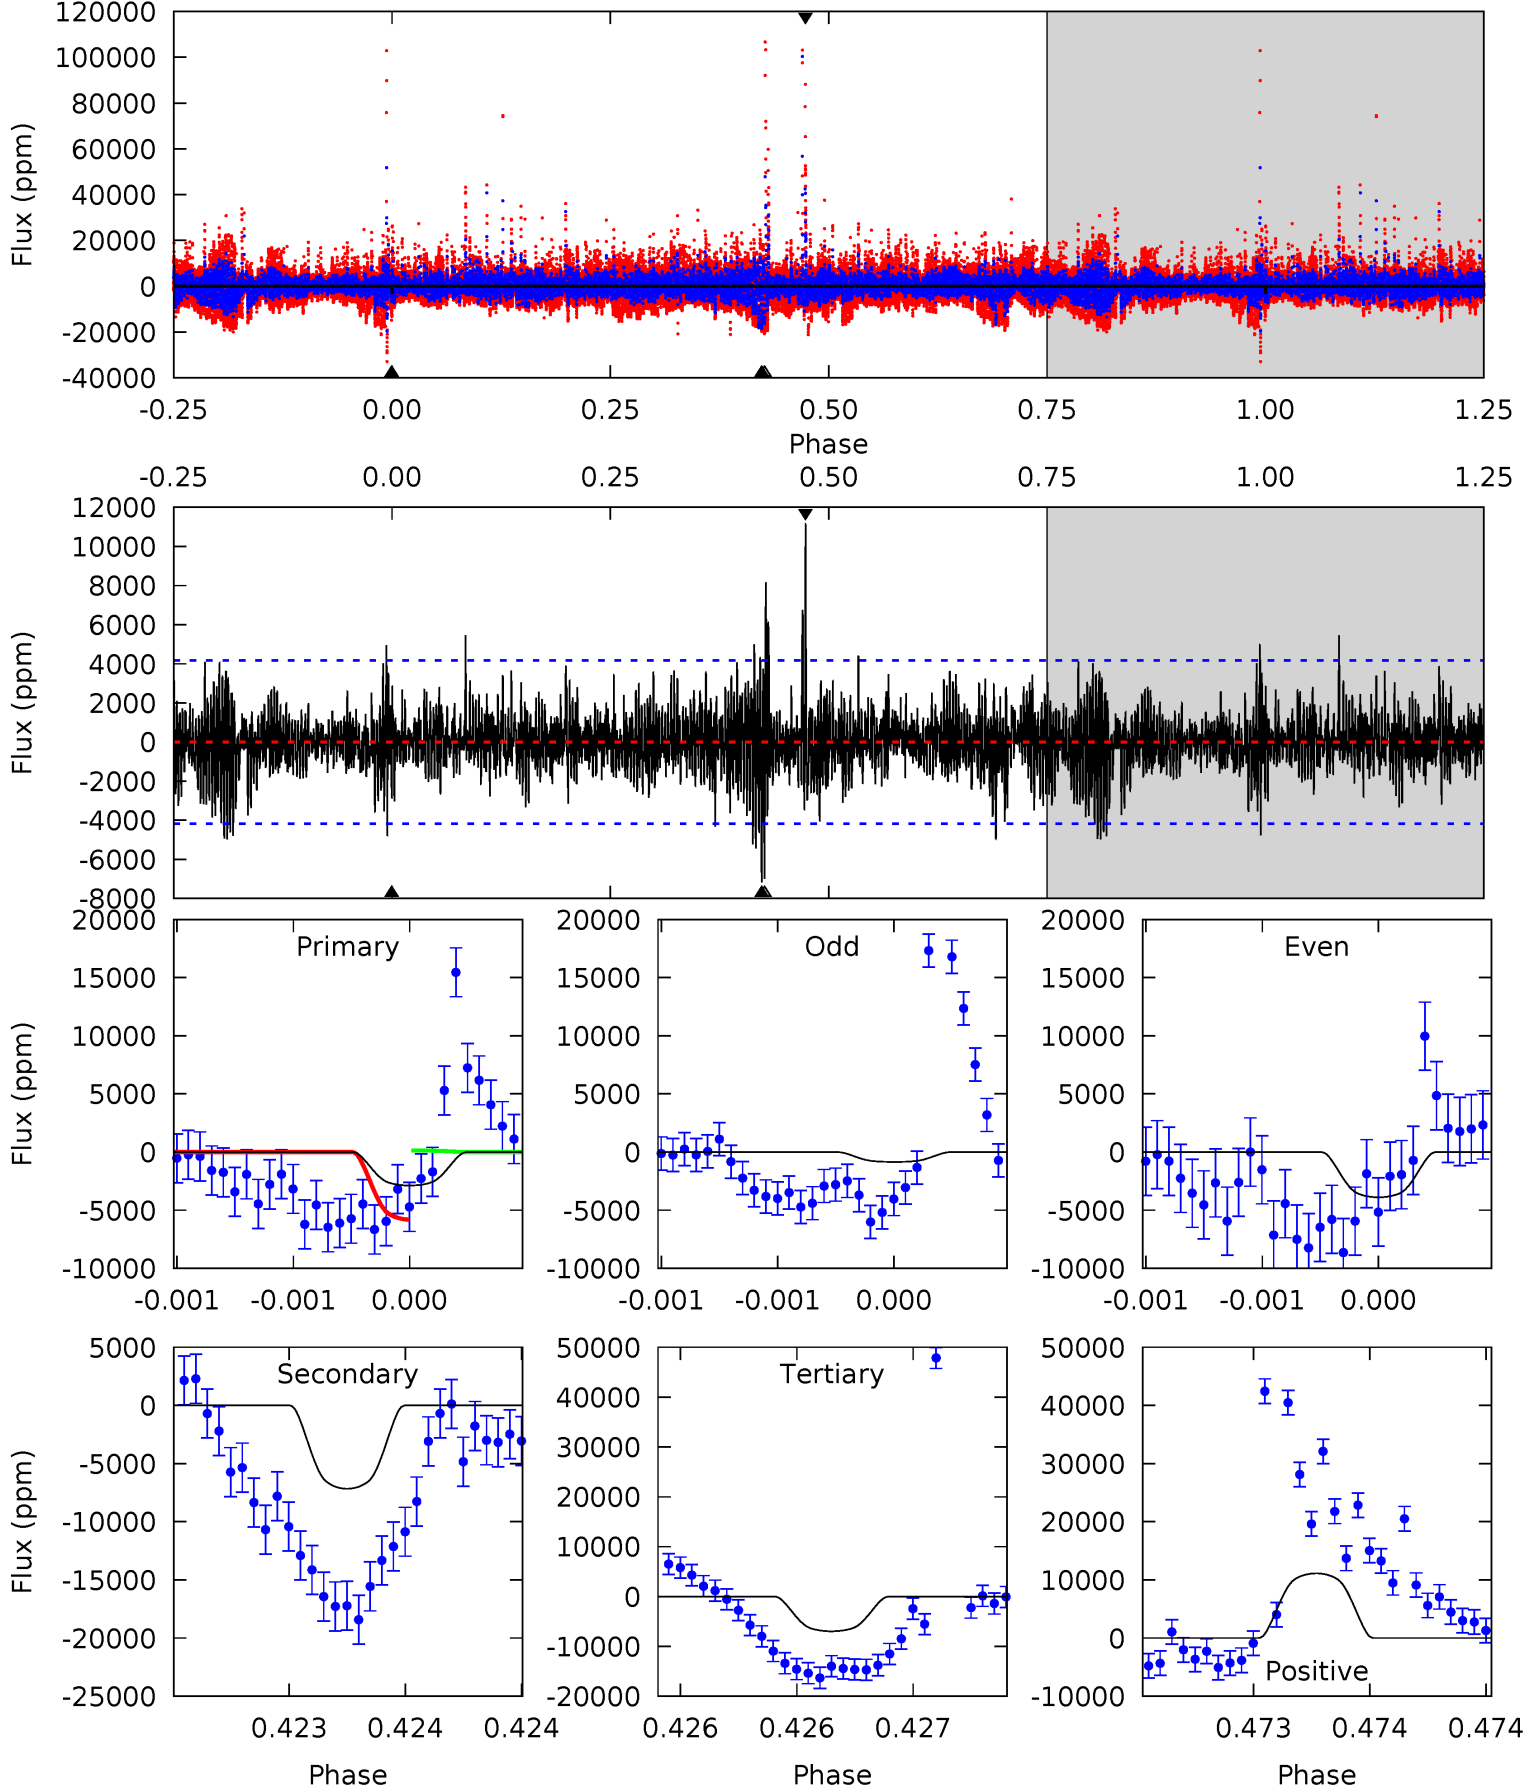 120000
100000
80000
60000
40000
20000
0
-20000
-40000
Flux (ppm)
-0.25 0.00 0.25 0.50 0.75 1.00 1.25
Phase
-0.25 0.00 0.25 0.50 0.75 1.00 1.25
12000
10000
8000
6000
4000
2000
0
-2000
-4000
-6000
-8000
Flux (ppm)
Primary
20000
15000
10000
5000
0
-5000
-10000
Flux (ppm)
-0.001 -0.001 0.000
Odd
20000
15000
10000
5000
0
-5000
-10000
-0.001 -0.001 0.000
Even
20000
15000
10000
5000
0
-5000
-10000
-0.001 -0.001 0.000
Secondary
5000
0
-5000
-10000
-15000
-20000
-25000
Flux (ppm)
0.423 0.424 0.424
Phase
Tertiary
50000
40000
30000
20000
10000
0
-10000
-20000
0.426 0.426 0.427
Phase
50000
40000
30000
20000
10000
0
-10000
Positive
0.473 0.474 0.474
Phase